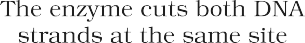 The enzyme cuts both DNA
strands at the same site